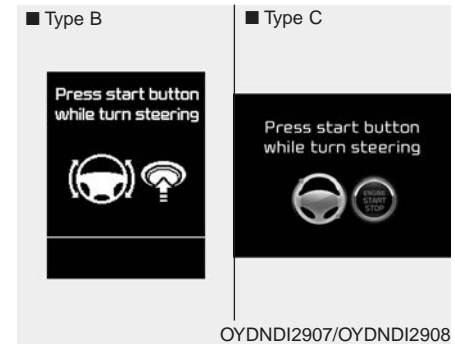 ■ Type B
Press start button
while turn steering
■ Type C
Press start button
while turn steering
ENGINE
START
STOP
OYDNDI2907/OYDNDI2908